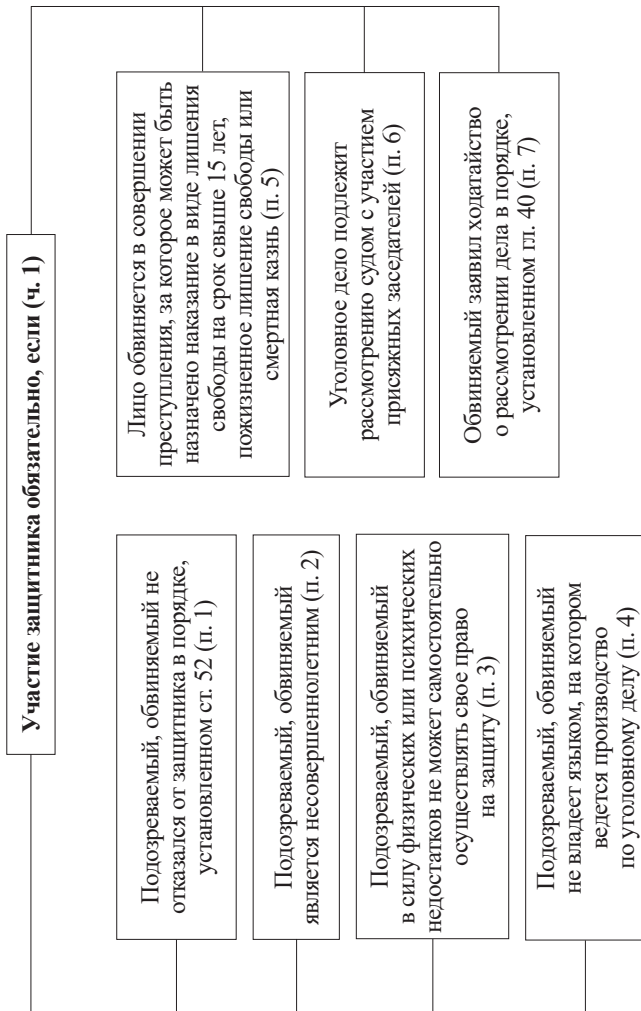 Участие защитника обязательно, если (ч. 1)
Подозреваемый, обвиняемый не
отказался от защитника в порядке,
установленном ст. 52 (п. 1)
Подозреваемый, обвиняемый
является несовершеннолетним (п. 2)
Подозреваемый, обвиняемый
в силу физических или психических
недостатков не может самостоятельно
осуществлять свое право
на защиту (п. 3)
Подозреваемый, обвиняемый
не владеет языком, на котором
ведется производство
по уголовному делу (п. 4)
Лицо обвиняется в совершении
преступления, за которое может быть
назначено наказание в виде лишения
свободы на срок свыше 15 лет,
пожизненное лишение свободы или
смертная казнь (п. 5)
Уголовное дело подлежит
рассмотрению судом с участием
присяжных заседателей (п. 6)
Обвиняемый заявил ходатайство
о рассмотрении дела в порядке,
установленном гл. 40 (п. 7)